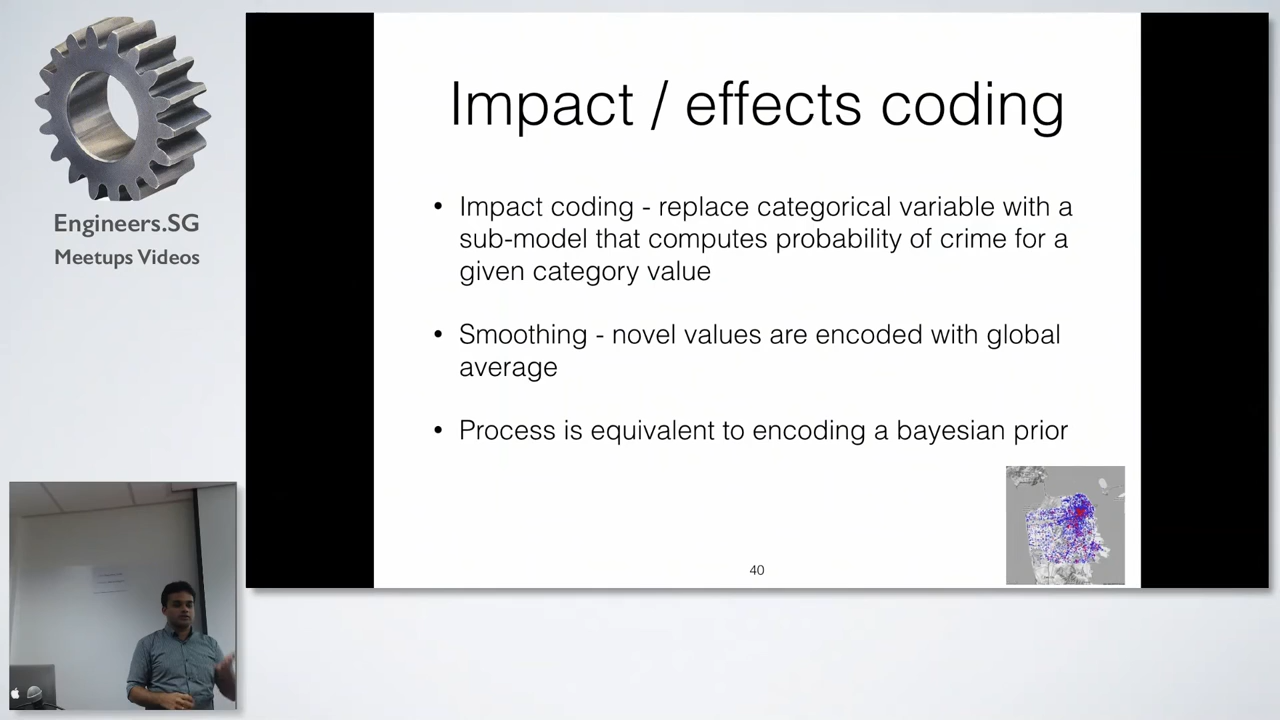 Engineers.SG
Meetups Videos
Impact / effects coding
• Impact coding - replace categorical variable with a
sub-model that computes probability of crime for a
given category value
• Smoothing - novel values are encoded with global
average
• Process is equivalent to encoding a bayesian prior
40